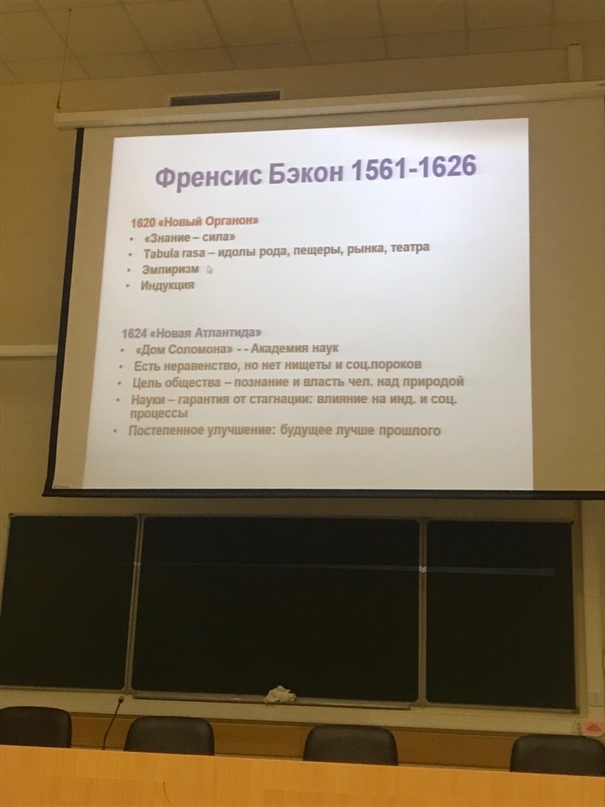 Френсис Бэкон 1561-1626
1620 «Новый Органон»
• «Знание – сила»
• Tabula rasa – идолы рода, пещеры, рынка, театра
• Эмпиризм
• Индукция
1624 «Новая Атлантида»
• «Дом Соломона» - - Академия наук
• Есть неравенство, но нет нищеты и соц.пороков
• Цель общества – познание и власть чел. над природой
• Науки – гарантия от стагнации: влияние на инд. и соц.
процессы
• Постепенное улучшение: будущее лучше прошлого